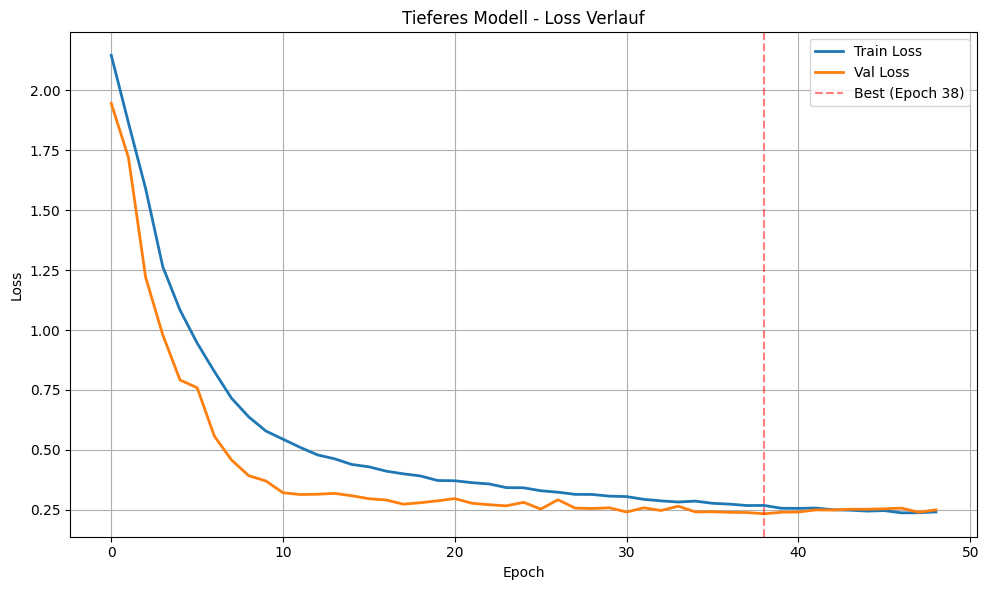 Tieferes Modell - Loss Verlauf
Train Loss
Val Loss
Best (Epoch 38)
Loss
2.00
1.75
1.50
1.25
1.00
0.75
0.50
0.25
0 10 20 30 40 50
Epoch